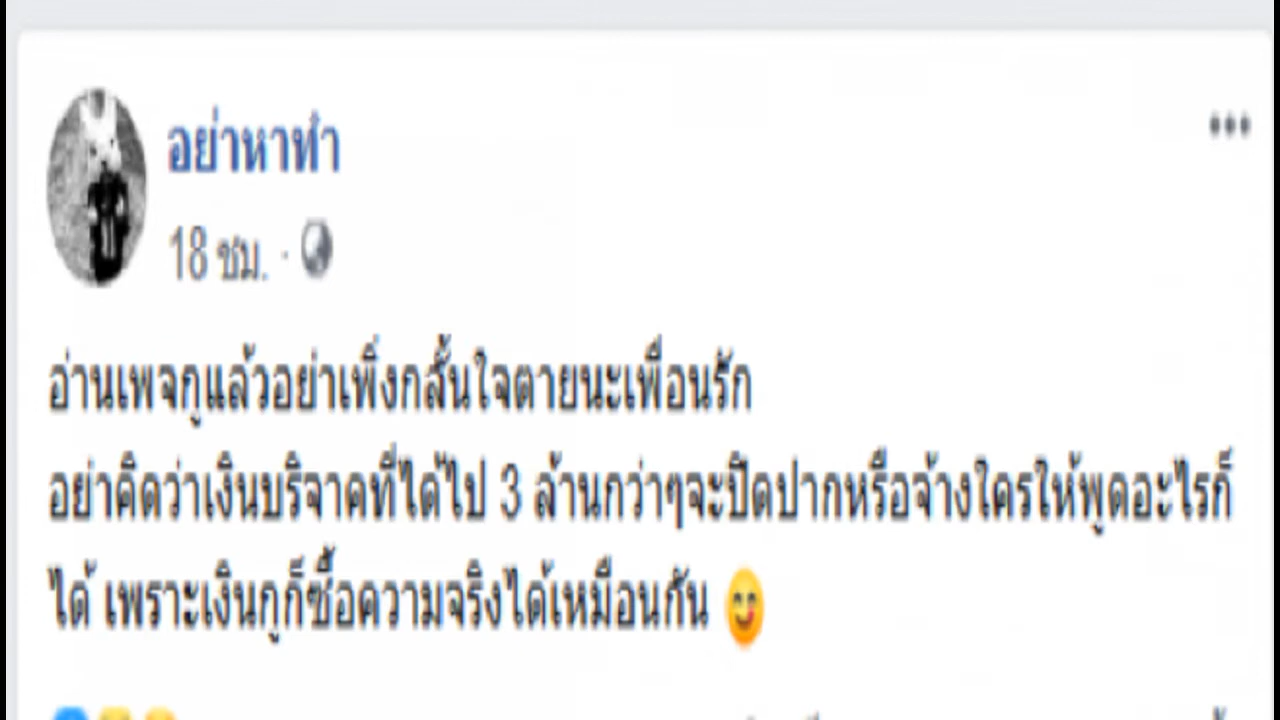 อย่าหาทำ
18 ชม. ·
อ่านเพจกูแล้วอย่าเพิ่งกลั้นใจตายนะเพื่อนรัก
อย่าคิดว่าเงินบริจาคที่ได้ไป 3 ล้านกว่าๆจะปิดปากหรือจ้างใครให้พูดอะไรก็
ได้ เพราะเงินกูก็ซื้อความจริงได้เหมือนกัน 😋